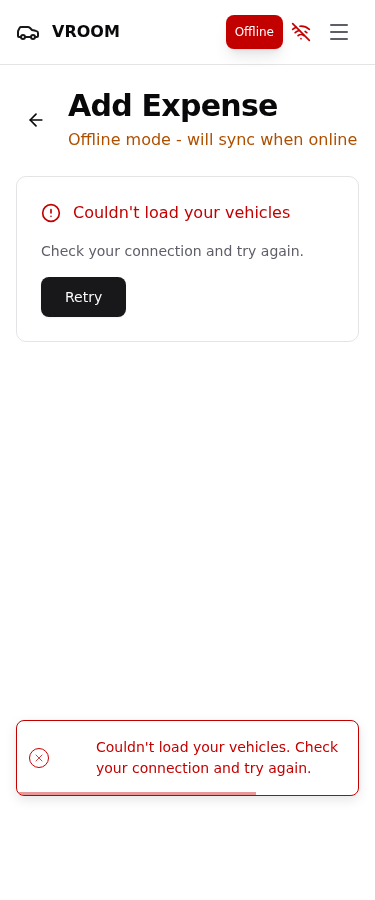 VROOM
Offline
Add Expense
Offline mode - will sync when online
Couldn't load your vehicles
Check your connection and try again.
Retry
Couldn't load your vehicles. Check
your connection and try again.